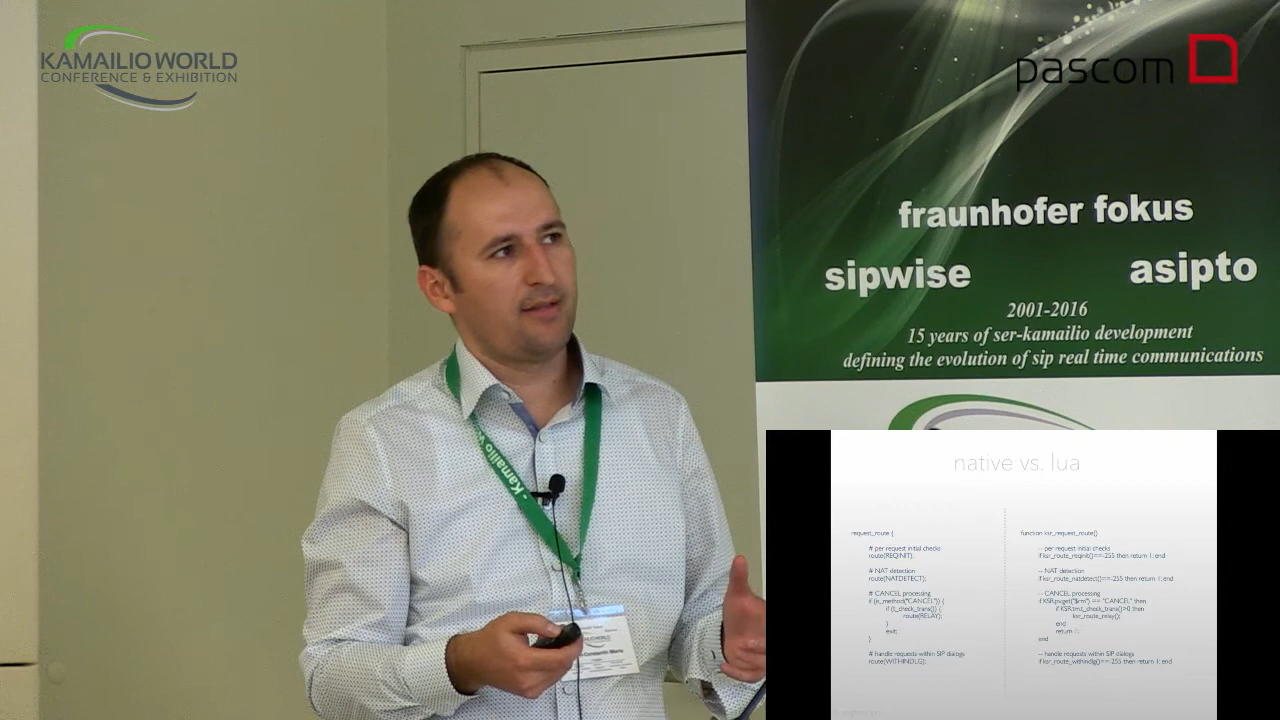 KAMAILIO WORLD
CONFERENCE & EXHIBITION
pascom
fraunhofer fokus
sipwise
asipto
2001-2016
15 years of ser-kamailio development
defining the evolution of sip real time communications
- Kamailio
native vs. lua
request_route {
# per request initial checks
route(REQINIT);
# NAT detection
route(NATDETECT);
# CANCEL processing
if (is_method("CANCEL")) {
if (t_check_trans()) {
route(RELAY);
}
exit;
}
# handle requests within SIP dialogs
route(WITHINDLG);
function ksr_request_route()
-- per request initial checks
if ksr_route_reqinit()==-255 then return 1; end
-- NAT detection
if ksr_route_natdetect()==-255 then return 1; end
-- CANCEL processing
if KSR.pv.get("$rm") == "CANCEL" then
if KSR.tm.t_check_trans()>0 then
ksr_route_relay();
end
return 1;
end
-- handle requests within SIP dialogs
if ksr_route_withindlg()==-255 then return 1; end